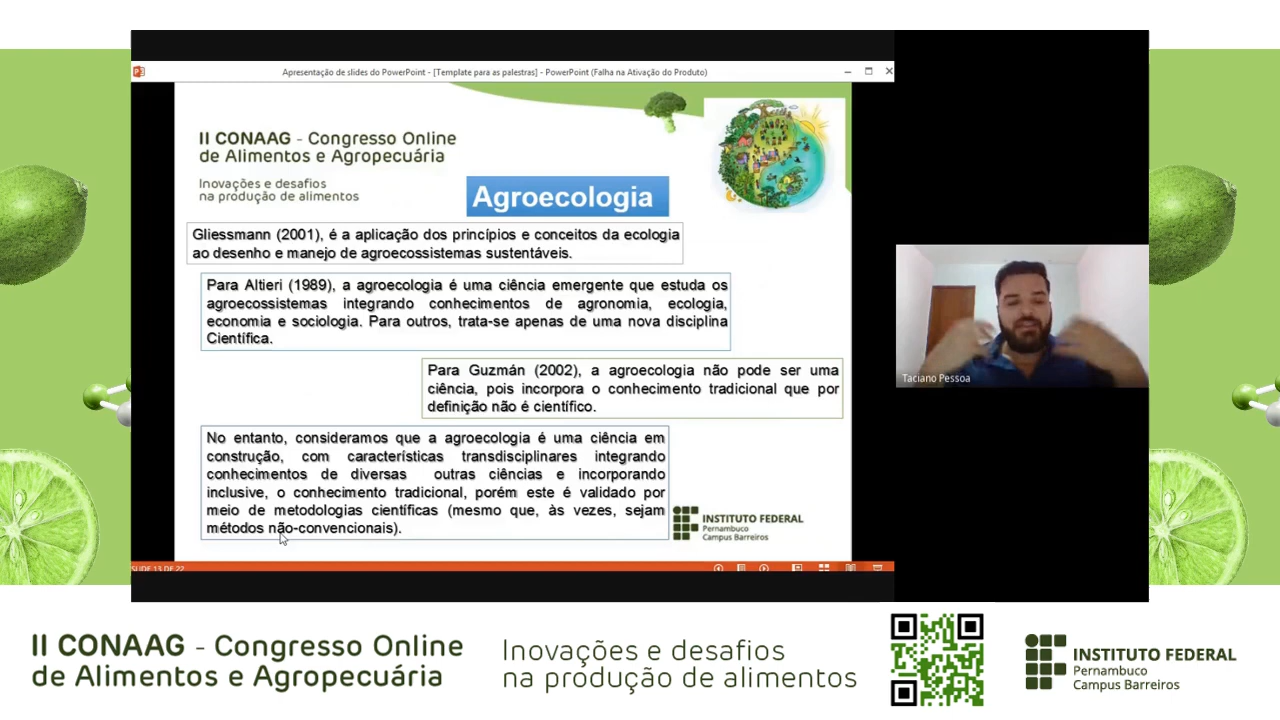 Apresentação de slides do PowerPoint - [Template para as palestras] - PowerPoint (Falha na Ativação do Produto)
II CONAAG - Congresso Online
de Alimentos e Agropecuária
Inovações e desafios
na produção de alimentos
Agroecologia
Gliessmann (2001), é a aplicação dos princípios e conceitos da ecologia
ao desenho e manejo de agroecossistemas sustentáveis.
Para Altieri (1989), a agroecologia é uma ciência emergente que estuda os
agroecossistemas integrando conhecimentos de agronomia, ecologia,
economia e sociologia. Para outros, trata-se apenas de uma nova disciplina
Científica.
Para Guzmán (2002), a agroecologia não pode ser uma
ciência, pois incorpora o conhecimento tradicional que por
definição não é científico.
No entanto, consideramos que a agroecologia é uma ciência em
construção, com características transdisciplinares integrando
conhecimentos de diversas outras ciências e incorporando
inclusive, o conhecimento tradicional, porém este é validado por
meio de metodologias científicas (mesmo que, às vezes, sejam
métodos não-convencionais).
INSTITUTO FEDERAL
Pernambuco
Campus Barreiros
SLIDE 13 DE 22
Taciano Pessoa
II CONAAG - Congresso Online
de Alimentos e Agropecuária
Inovações e desafios
na produção de alimentos
INSTITUTO FEDERAL
Pernambuco
Campus Barreiros